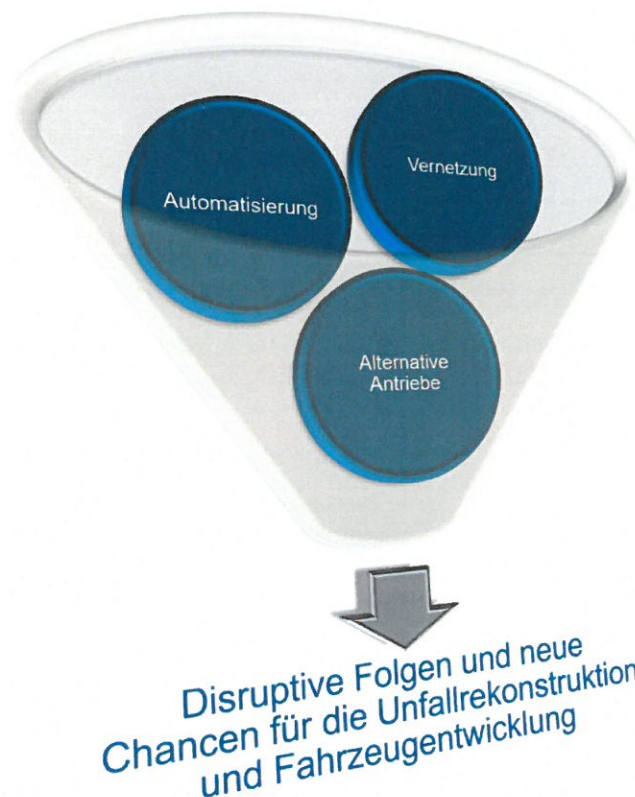 Automatisierung
Vernetzung
Alternative
Antriebe
Disruptive Folgen und neue
Chancen für die Unfallrekonstruktion
und Fahrzeugentwicklung